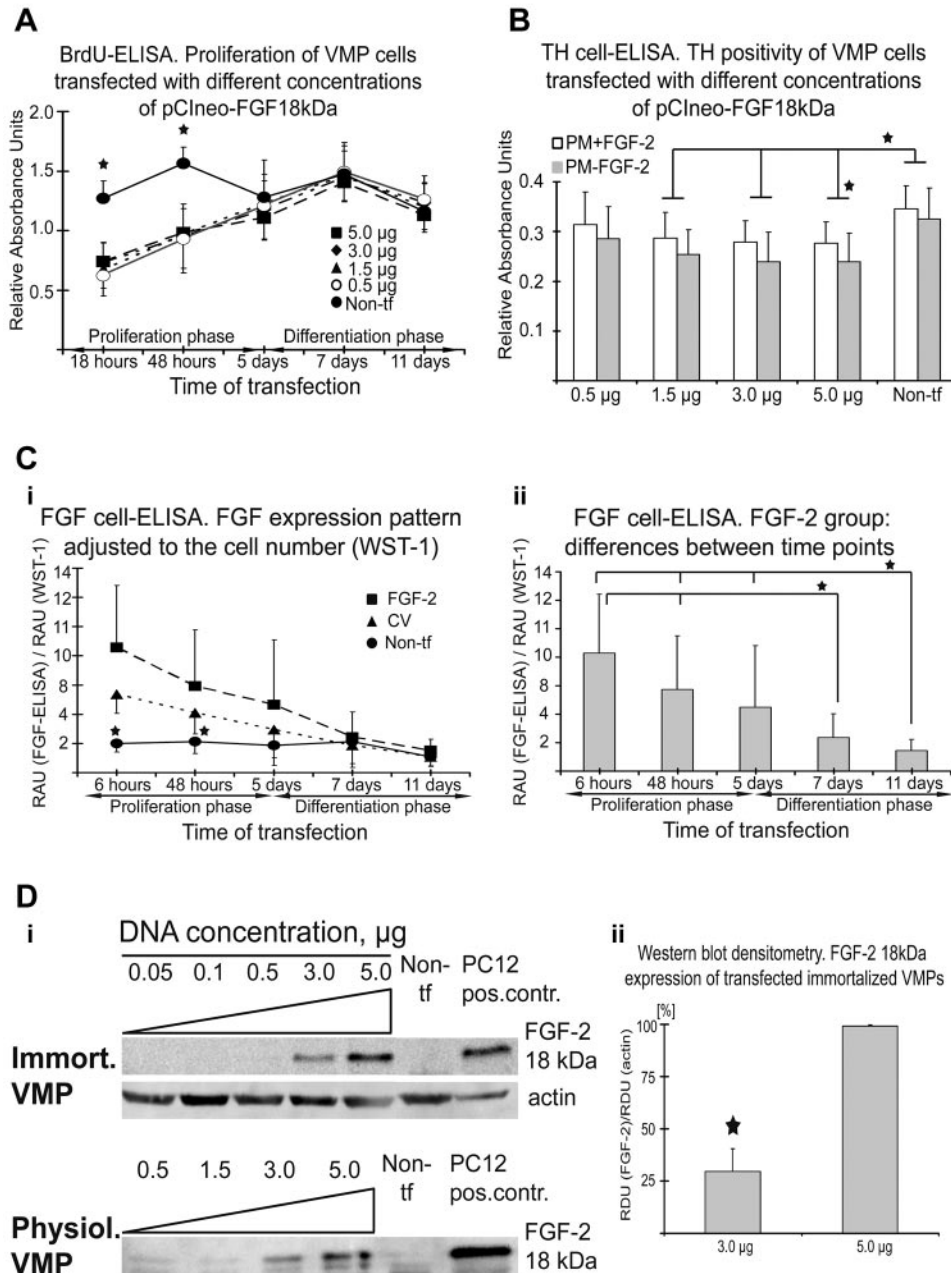 A
BrdU-ELISA. Proliferation of VMP cells
transfected with different concentrations
of pCIneo-FGF18kDa
Relative Absorbance Units
2.0
1.5
1.0
0.5
5.0 µg
3.0 µg
1.5 µg
0.5 µg
Non-tf
Proliferation phase
Differentiation phase
18 hours 48 hours 5 days 7 days 11 days
Time of transfection
B
TH cell-ELISA. TH positivity of VMP cells
transfected with different concentrations
of pCIneo-FGF18kDa
PM+FGF-2
PM-FGF-2
Relative Absorbance Units
0.4
0.3
0.2
0.1
0.5 µg 1.5 µg 3.0 µg 5.0 µg Non-tf
C
i
FGF cell-ELISA. FGF expression pattern
adjusted to the cell number (WST-1)
RAU (FGF-ELISA) / RAU (WST-1)
14
12
10
8
4
2
FGF-2
CV
Non-tf
6 hours 48 hours 5 days 7 days 11 days
Proliferation phase Differentiation phase
Time of transfection
ii
FGF cell-ELISA. FGF-2 group:
differences between time points
RAU (FGF-ELISA) / RAU (WST-1)
14
12
10
8
4
2
6 hours 48 hours 5 days 7 days 11 days
Proliferation phase Differentiation phase
Time of transfection
D
i
DNA concentration, µg
0.05 0.1 0.5 3.0 5.0
Non-
tf
PC12
pos.contr.
Immort.
VMP
FGF-2
18 kDa
actin
0.5 1.5 3.0 5.0
Non-
tf
PC12
pos.contr.
Physiol.
VMP
FGF-2
18 kDa
ii
Western blot densitometry. FGF-2 18kDa
expression of transfected immortalized VMPs
[%]
RDU (FGF-2)/RDU (actin)
100
75
50
25
3.0 µg 5.0 µg